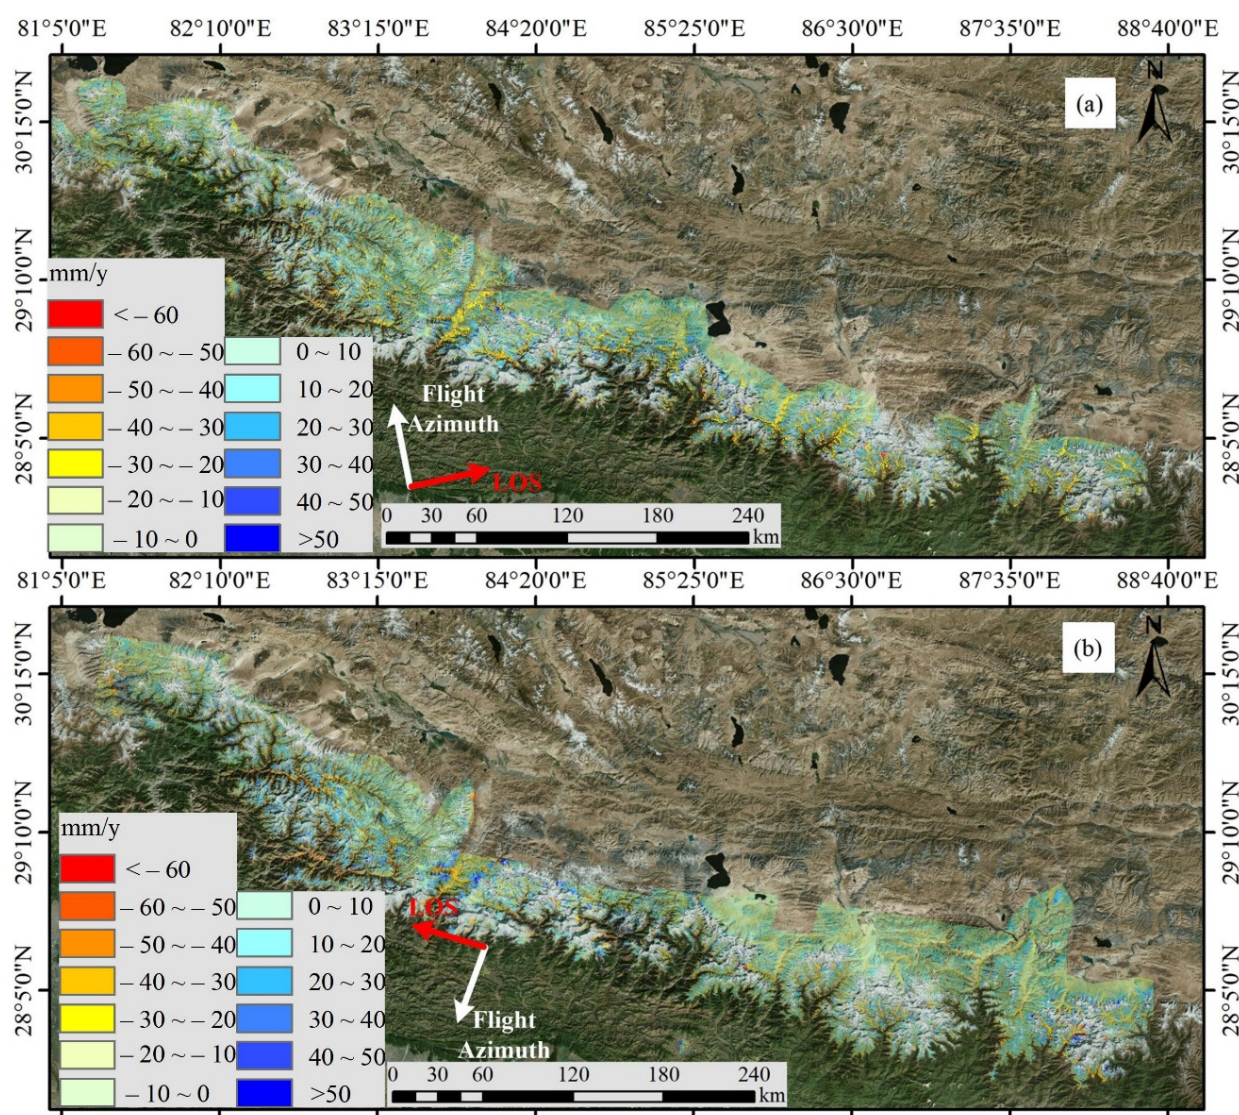 81°5'0"E 82°10'0"E 83°15'0"E 84°20'0"E 85°25'0"E 86°30'0"E 87°35'0"E 88°40'0"E
N
(a)
30°15'0"N 30°15'0"N
29°10'0"N 29°10'0"N
28°5'0"N 28°5'0"N
mm/y
< – 60
– 60 ~ – 50 0 ~ 10
– 50 ~ – 40 10 ~ 20
– 40 ~ – 30 20 ~ 30
– 30 ~ – 20 30 ~ 40
– 20 ~ – 10 40 ~ 50
– 10 ~ 0 >50
Flight
Azimuth
LOS
0 30 60 120 180 240
km
81°5'0"E 82°10'0"E 83°15'0"E 84°20'0"E 85°25'0"E 86°30'0"E 87°35'0"E 88°40'0"E
N
(b)
30°15'0"N 30°15'0"N
29°10'0"N 29°10'0"N
28°5'0"N 28°5'0"N
mm/y
< – 60
– 60 ~ – 50 0 ~ 10
– 50 ~ – 40 10 ~ 20
– 40 ~ – 30 20 ~ 30
– 30 ~ – 20 30 ~ 40
– 20 ~ – 10 40 ~ 50
– 10 ~ 0 >50
LOS
Flight
Azimuth
0 30 60 120 180 240
km